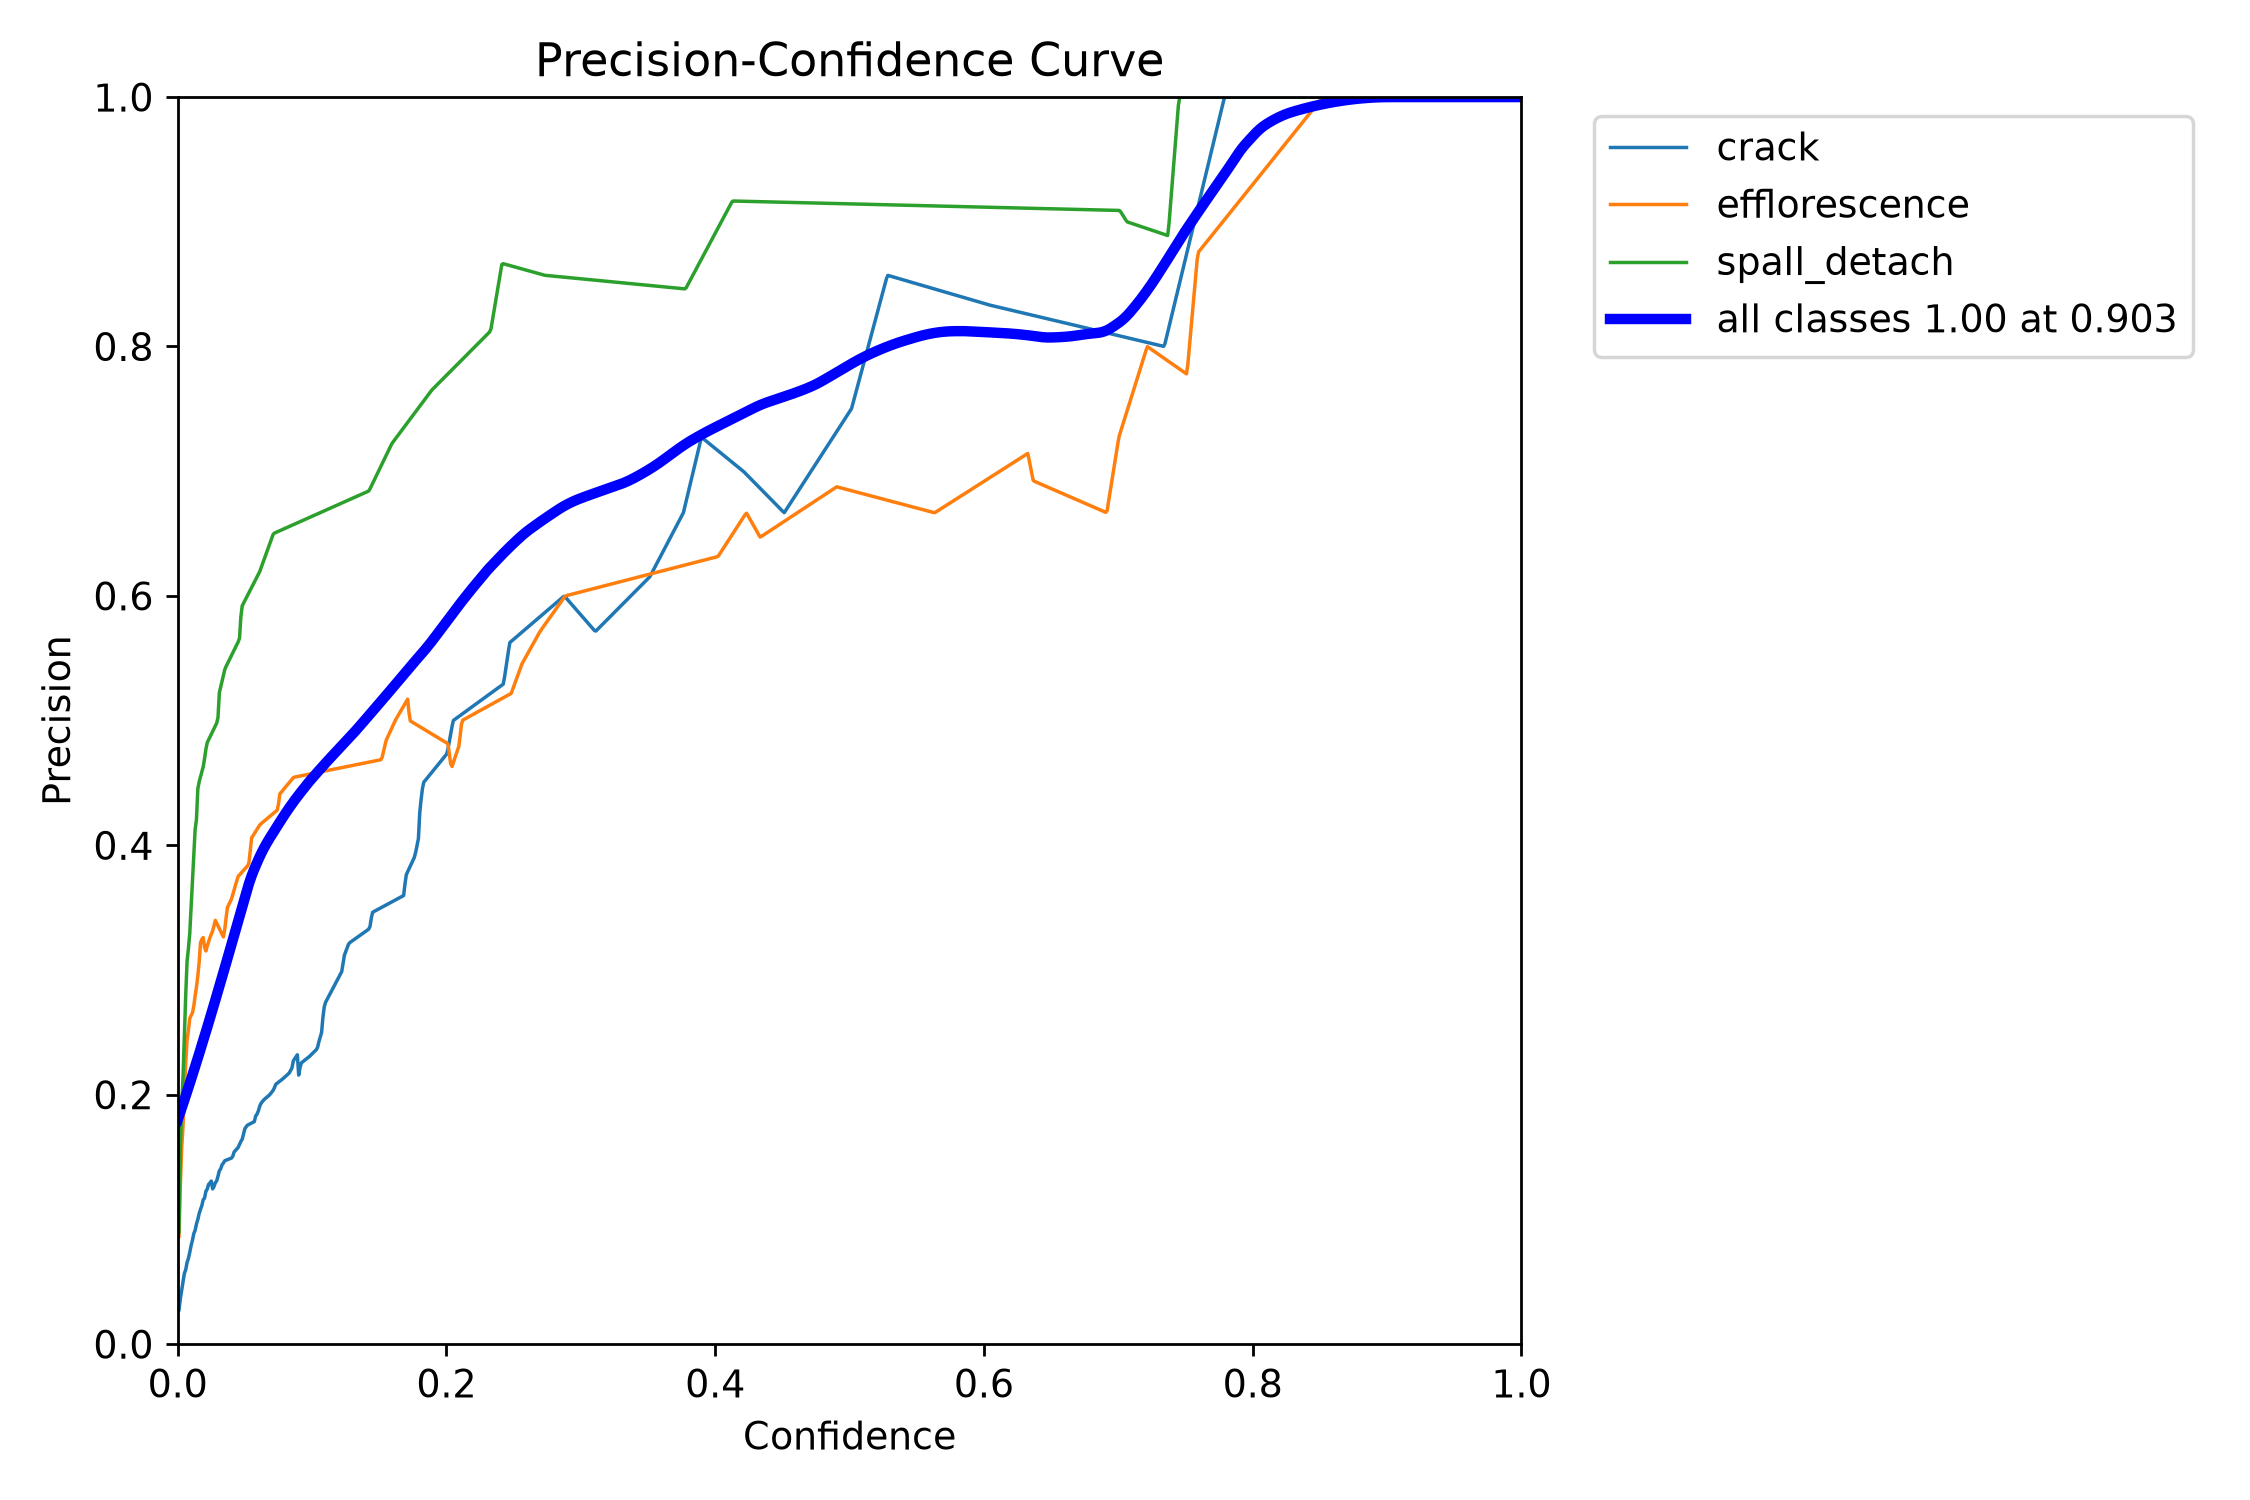 Precision-Confidence Curve
1.0
0.8
0.6
0.4
0.2
0.0
Precision
0.0 0.2 0.4 0.6 0.8 1.0
Confidence
crack
efflorescence
spall_detach
all classes 1.00 at 0.903